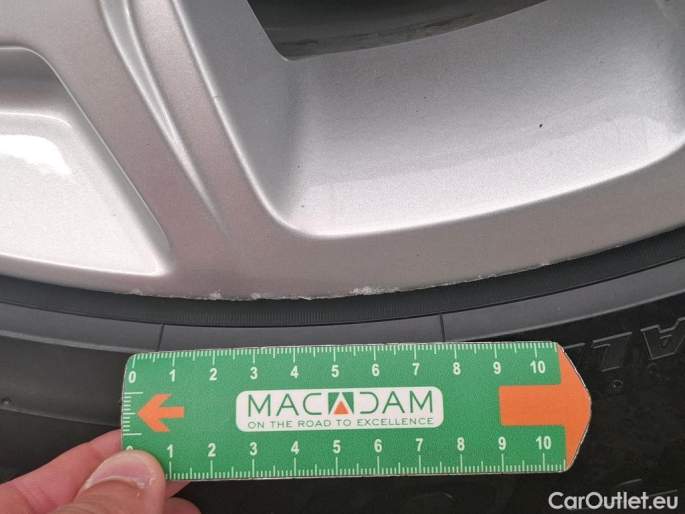 AL
0 1 2 3 4 5 6 7 8 9 10
MACADAM
ON THE ROAD TO EXCELLENCE
1 2 3 4 5 6 7 8 9 10
CarOutlet.eu